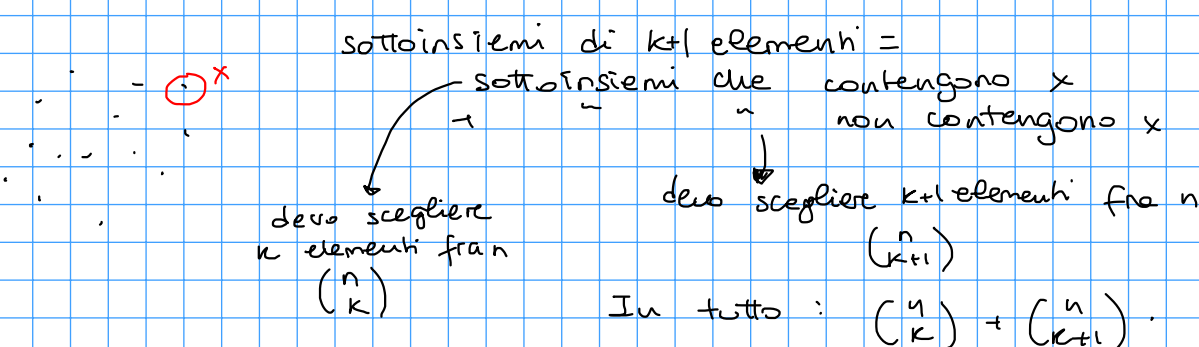 sottoinsiemi di k+1 elementi =
x
sottoinsiemi che contengono x
+ ~ ~ non contengono x
devo scegliere
k elementi fra n
(n k)
devo scegliere k+1 elementi fra n
(n k+1)
In tutto : (n k) + (n k+1) .